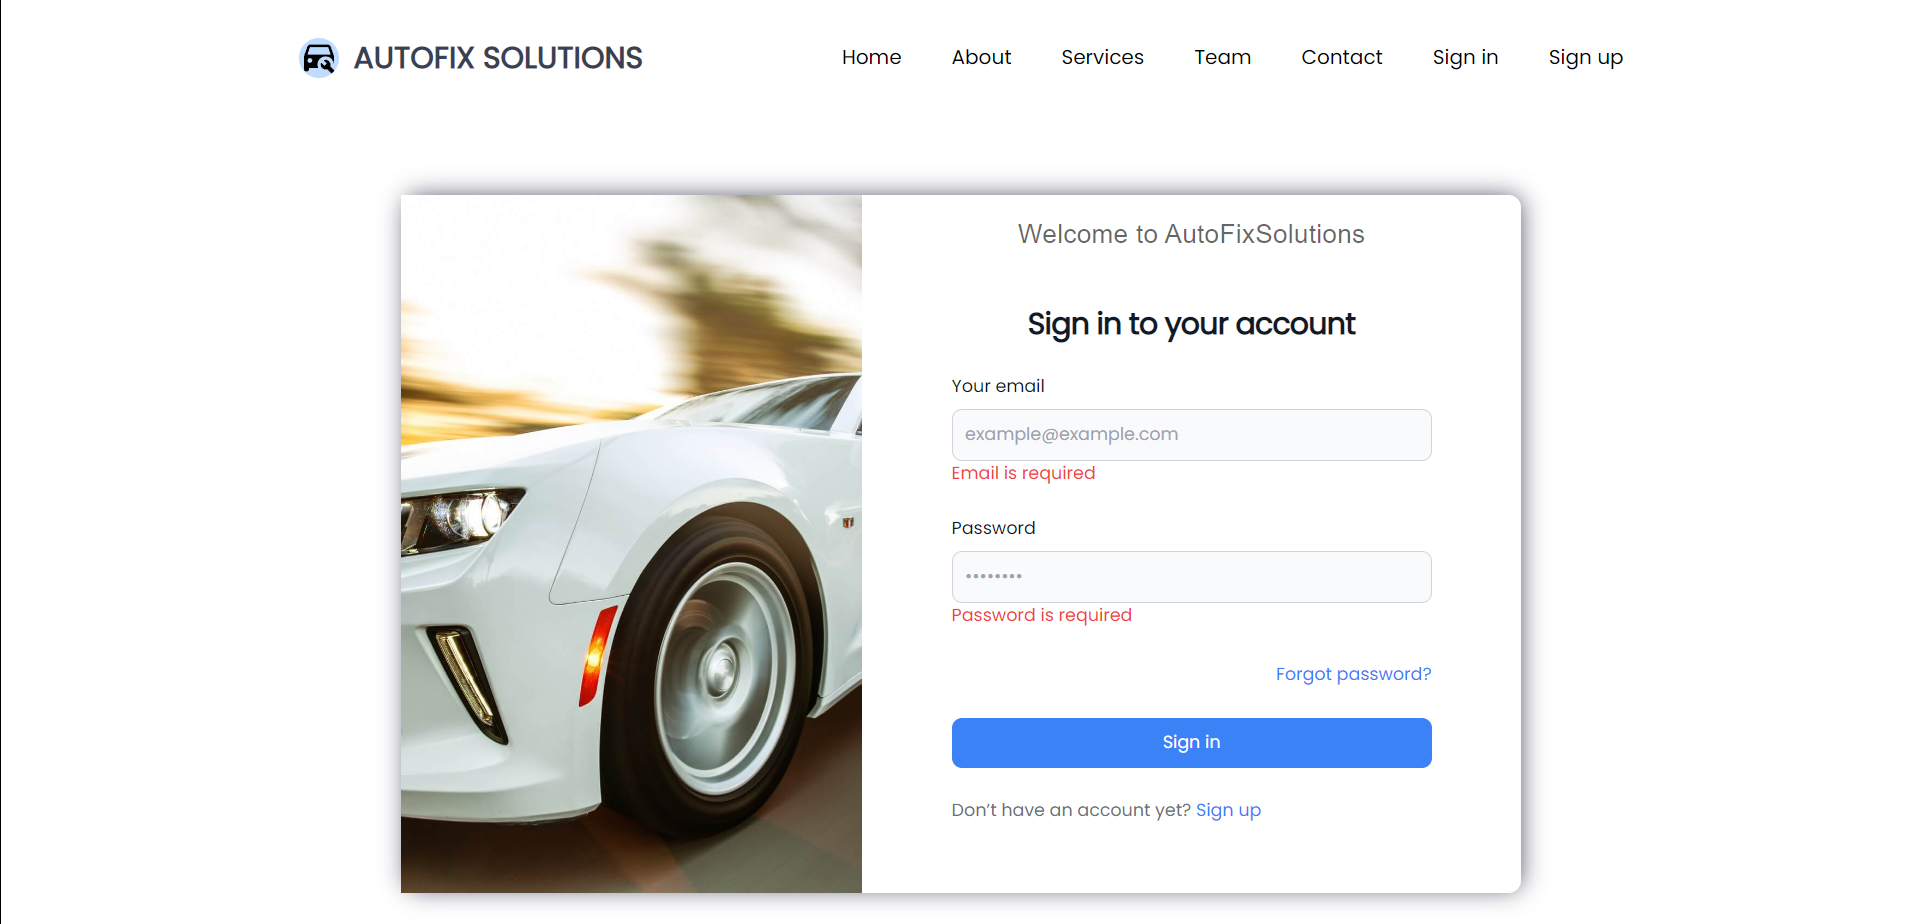 AUTOFIX SOLUTIONS
Home About Services Team Contact Sign in Sign up
Welcome to AutoFixSolutions
Sign in to your account
Your email
example@example.com
Email is required
Password
••••••••
Password is required
Forgot password?
Sign in
Don’t have an account yet? Sign up